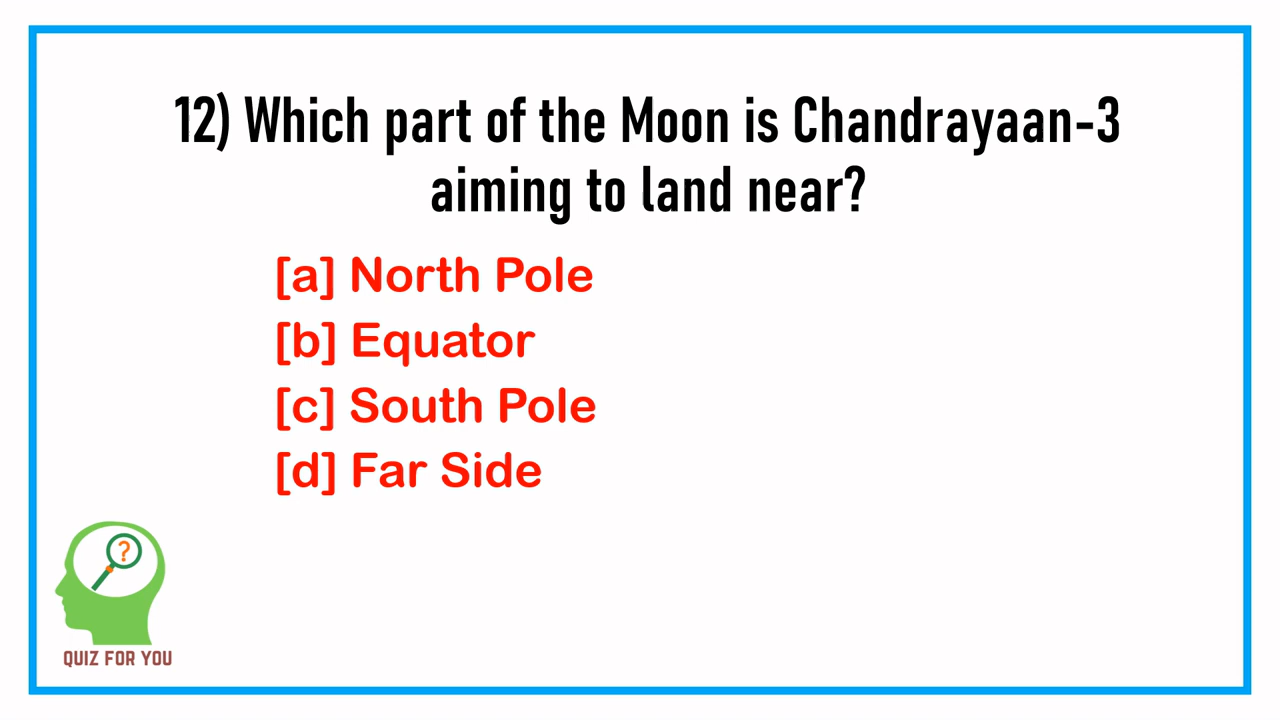 12) Which part of the Moon is Chandrayaan-3
aiming to land near?
[a] North Pole
[b] Equator
[c] South Pole
[d] Far Side
?
QUIZ FOR YOU